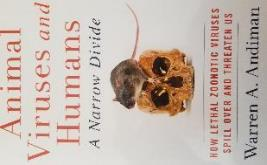 Animal
Viruses and
Humans
A Narrow Divide
HOW LETHAL ZOONOTIC VIRUSES
SPILL OVER AND THREATEN US
Warren A. Andiman